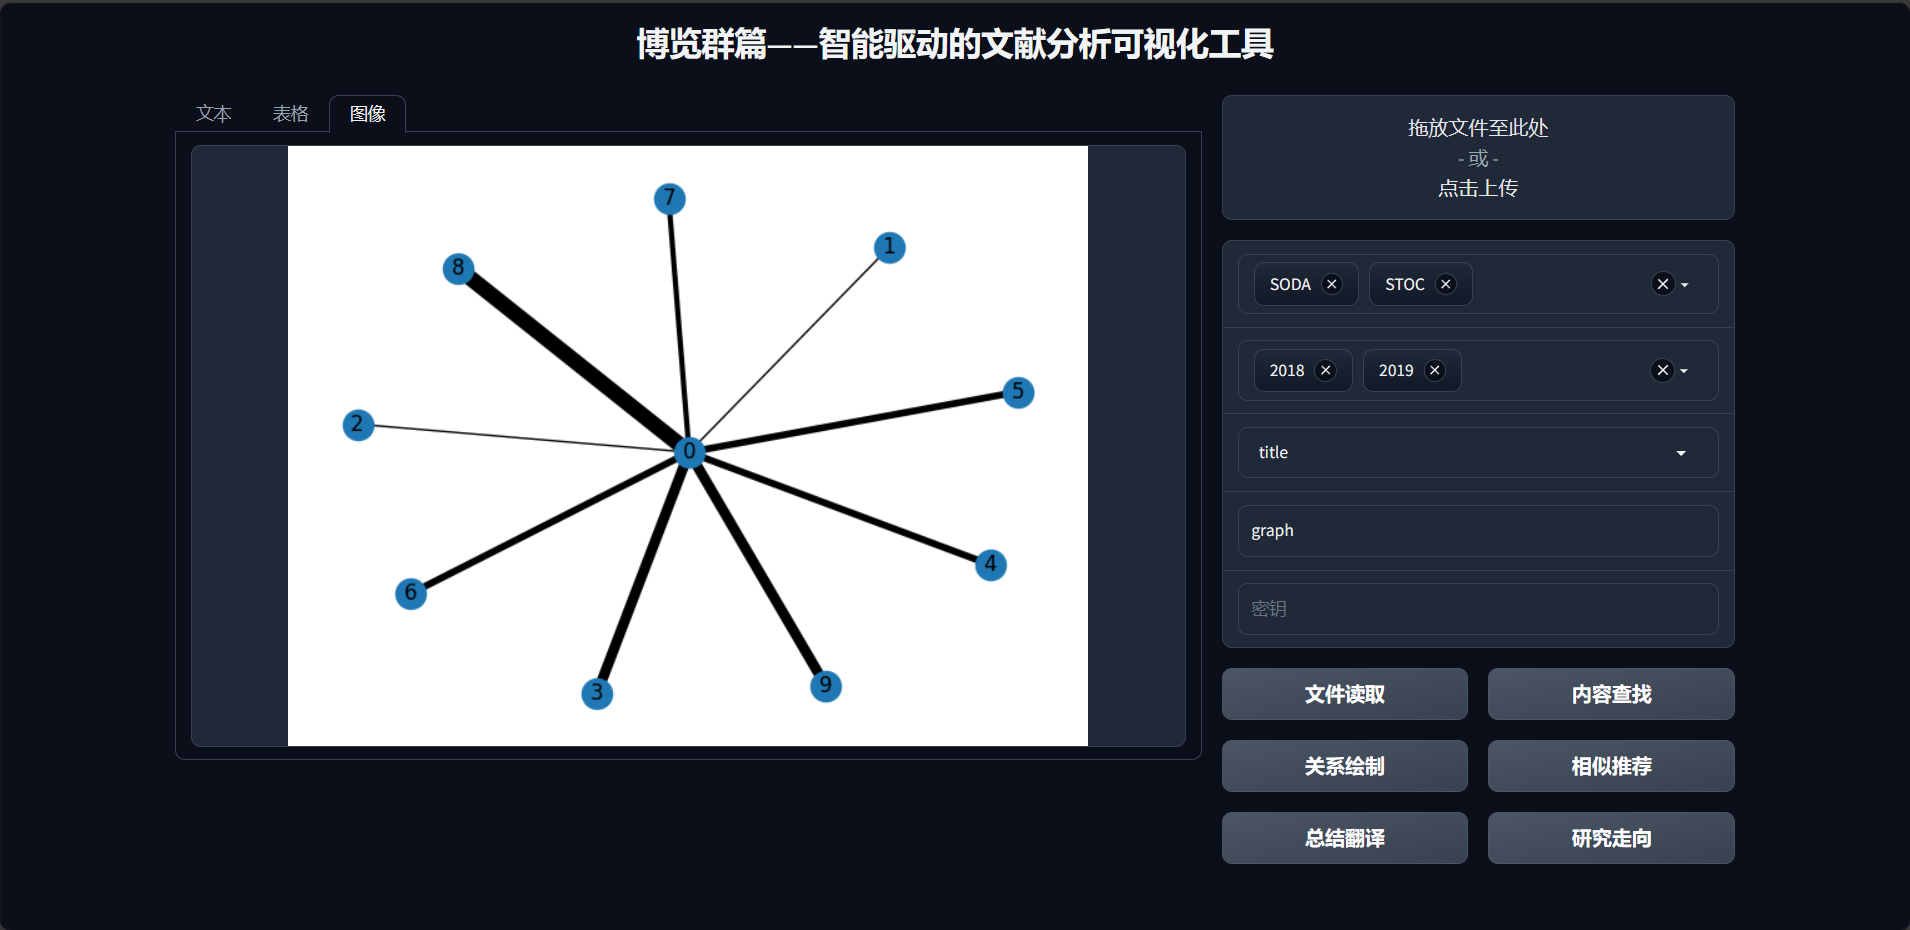 博览群篇——智能驱动的文献分析可视化工具
文本 表格 图像
7
1
8
5
2
0
4
6
3
9
拖放文件至此处
- 或 -
点击上传
SODA STOC
2018 2019
title
graph
密钥
文件读取 内容查找
关系绘制 相似推荐
总结翻译 研究走向